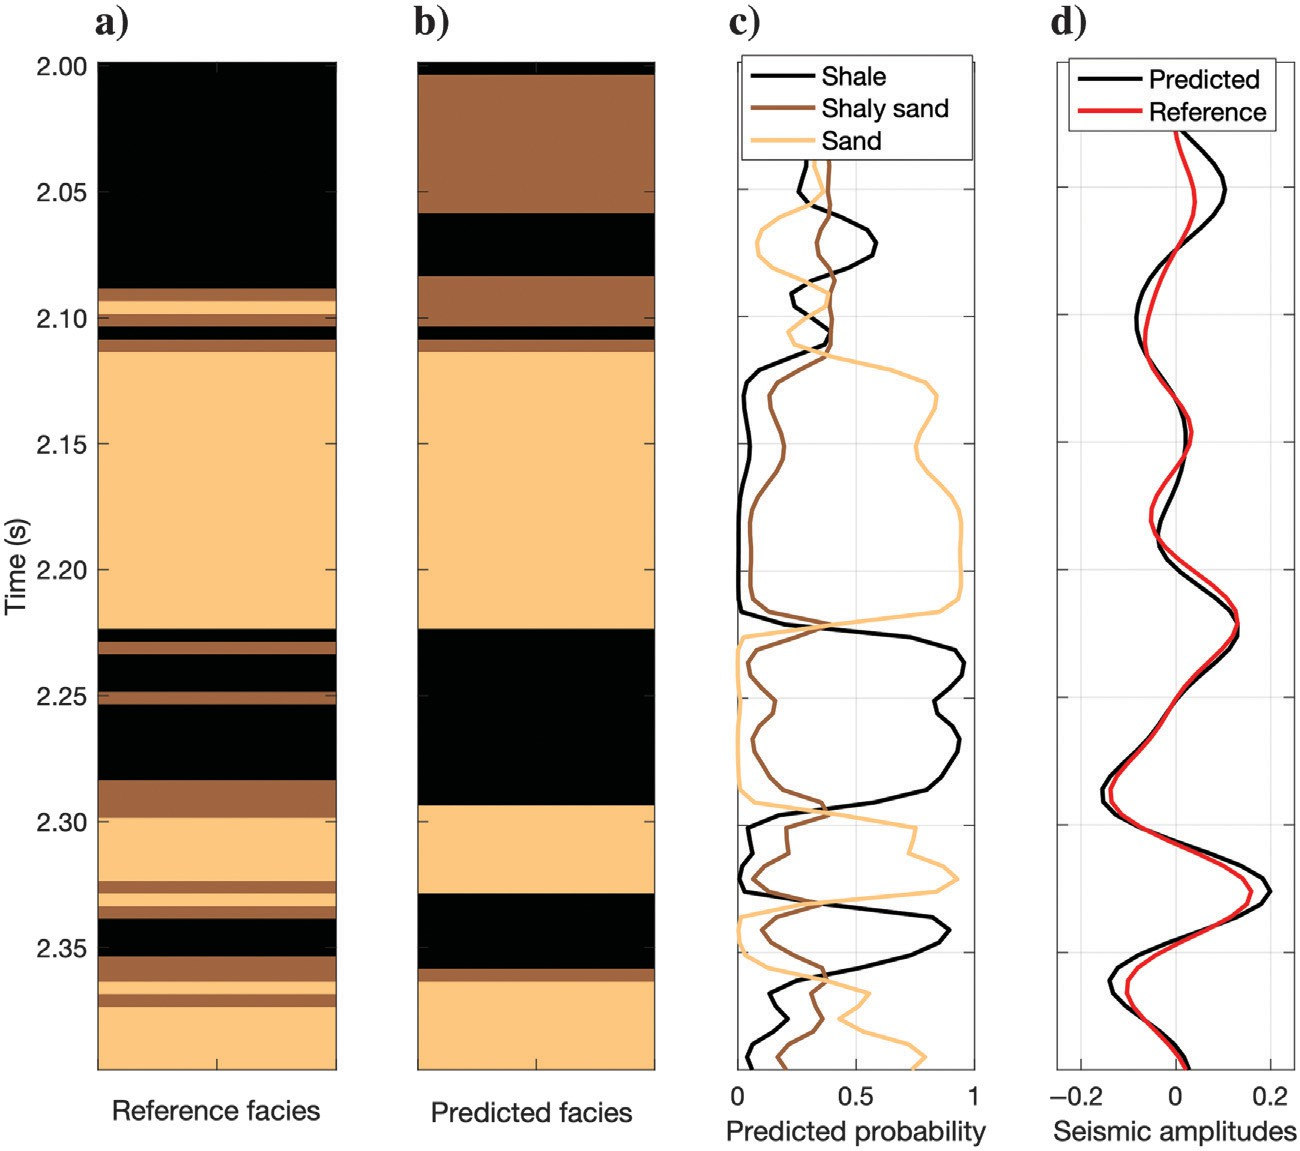 a)
b)
c)
d)
2.00
2.05
2.10
2.15
2.20
2.25
2.30
2.35
Time (s)
Reference facies
Predicted facies
Shale
Shaly sand
Sand
0
0.5
1
Predicted probability
Predicted
Reference
−0.2
0
0.2
Seismic amplitudes